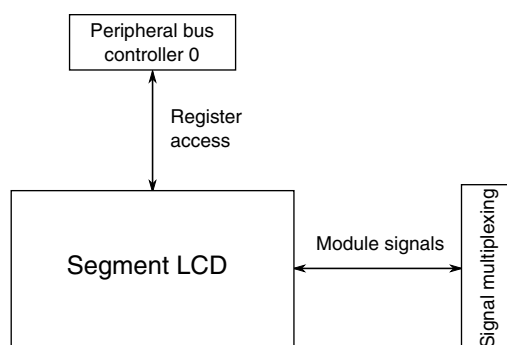 Peripheral bus
controller 0
Register
access
Segment LCD
Module signals
Signal multiplexing